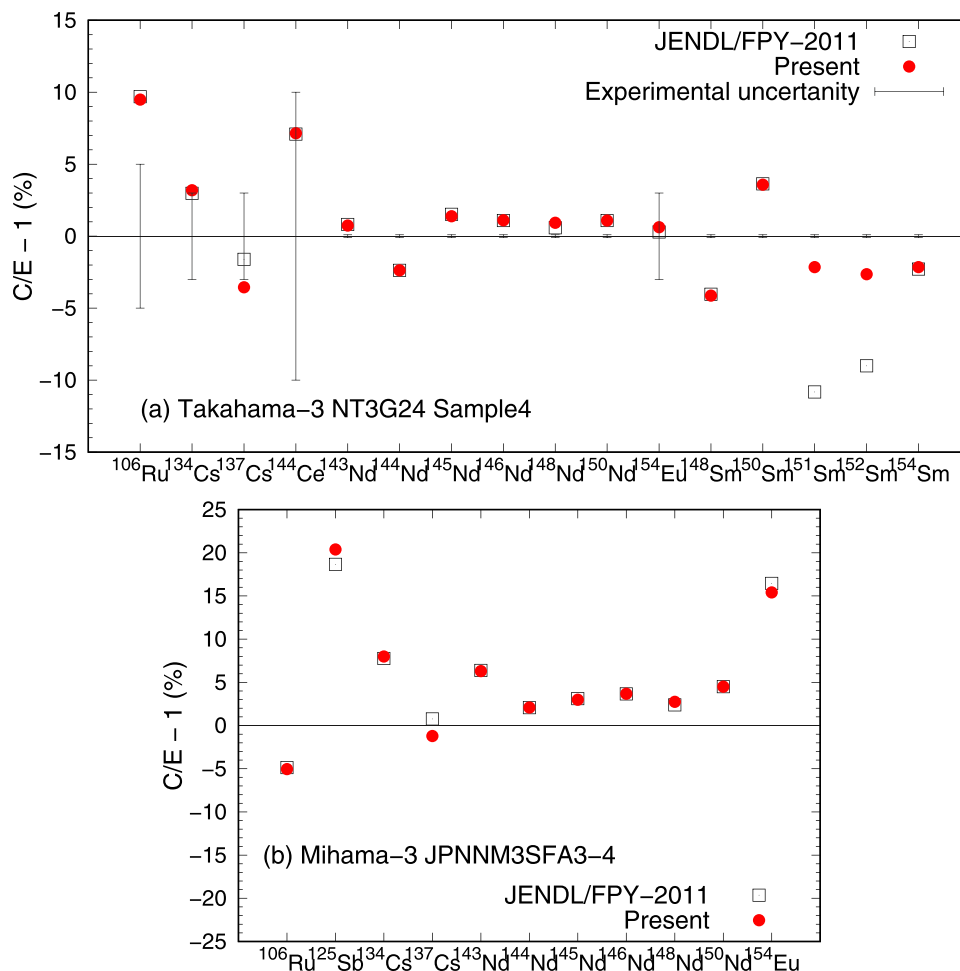 JENDL/FPY−2011
Present
Experimental uncertanity
C/E − 1 (%)
10
5
0
−5
−10
−15
(a) Takahama−3 NT3G24 Sample4
¹⁰⁶Ru ¹³⁴Cs ¹³⁷Cs ¹⁴⁴Ce ¹⁴³Nd ¹⁴⁴Nd ¹⁴⁵Nd ¹⁴⁶Nd ¹⁴⁸Nd ¹⁵⁰Nd ¹⁵⁴Eu ¹⁴⁸Sm ¹⁵⁰Sm ¹⁵¹Sm ¹⁵²Sm ¹⁵⁴Sm
C/E − 1 (%)
25
20
15
10
5
0
−5
−10
−15
−20
−25
(b) Mihama−3 JPNNM3SFA3−4
JENDL/FPY−2011
Present
¹⁰⁶Ru ¹²⁵Sb ¹³⁴Cs ¹³⁷Cs ¹⁴³Nd ¹⁴⁴Nd ¹⁴⁵Nd ¹⁴⁶Nd ¹⁴⁸Nd ¹⁵⁰Nd ¹⁵⁴Eu